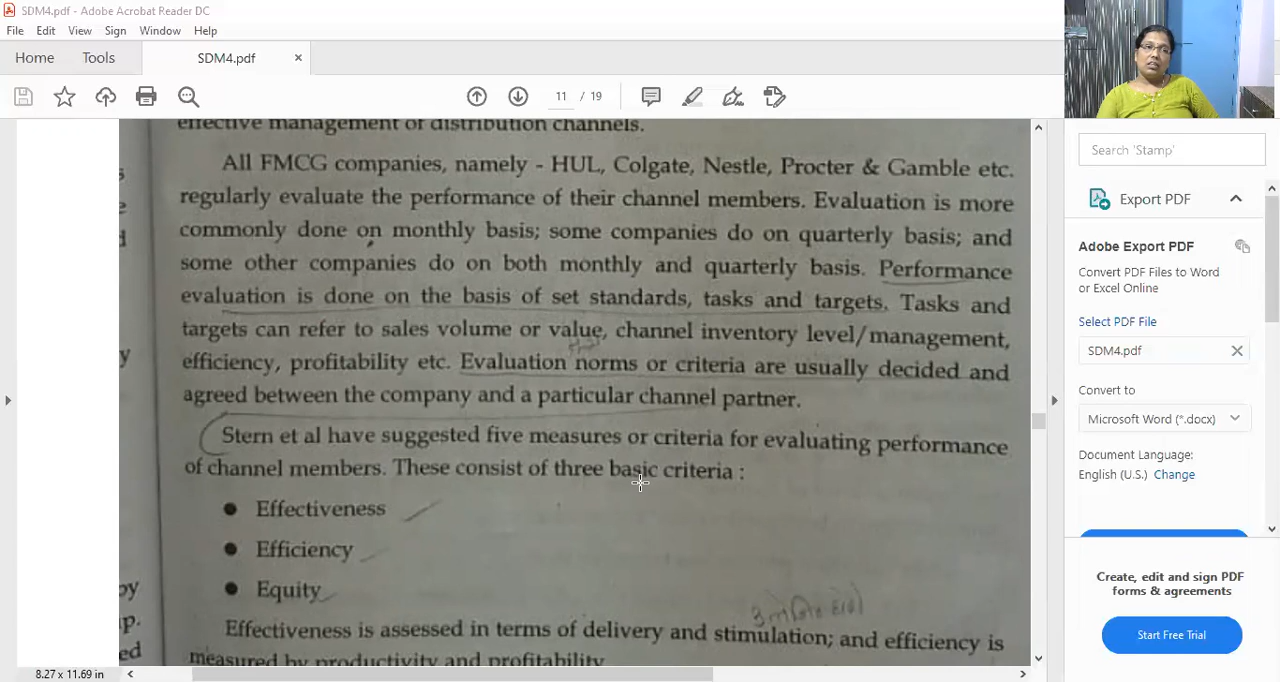 SDM4.pdf - Adobe Acrobat Reader DC
File Edit View Sign Window Help
Home Tools SDM4.pdf ×
11 / 19
effective management of distribution channels.
All FMCG companies, namely - HUL, Colgate, Nestle, Procter & Gamble etc.
regularly evaluate the performance of their channel members. Evaluation is more
commonly done on monthly basis; some companies do on quarterly basis; and
some other companies do on both monthly and quarterly basis. Performance
evaluation is done on the basis of set standards, tasks and targets. Tasks and
targets can refer to sales volume or value, channel inventory level/management,
efficiency, profitability etc. Evaluation norms or criteria are usually decided and
agreed between the company and a particular channel partner.
Stern et al have suggested five measures or criteria for evaluating performance
of channel members. These consist of three basic criteria :
• Effectiveness
• Efficiency
• Equity
Effectiveness is assessed in terms of delivery and stimulation; and efficiency is
measured by productivity and profitability
s
e
d
y
oy
ip.
ed
8.27 x 11.69 in
Search 'Stamp'
Export PDF
Adobe Export PDF
Convert PDF Files to Word
or Excel Online
Select PDF File
SDM4.pdf
Convert to
Microsoft Word (*.docx)
Document Language:
English (U.S.) Change
Create, edit and sign PDF
forms & agreements
Start Free Trial